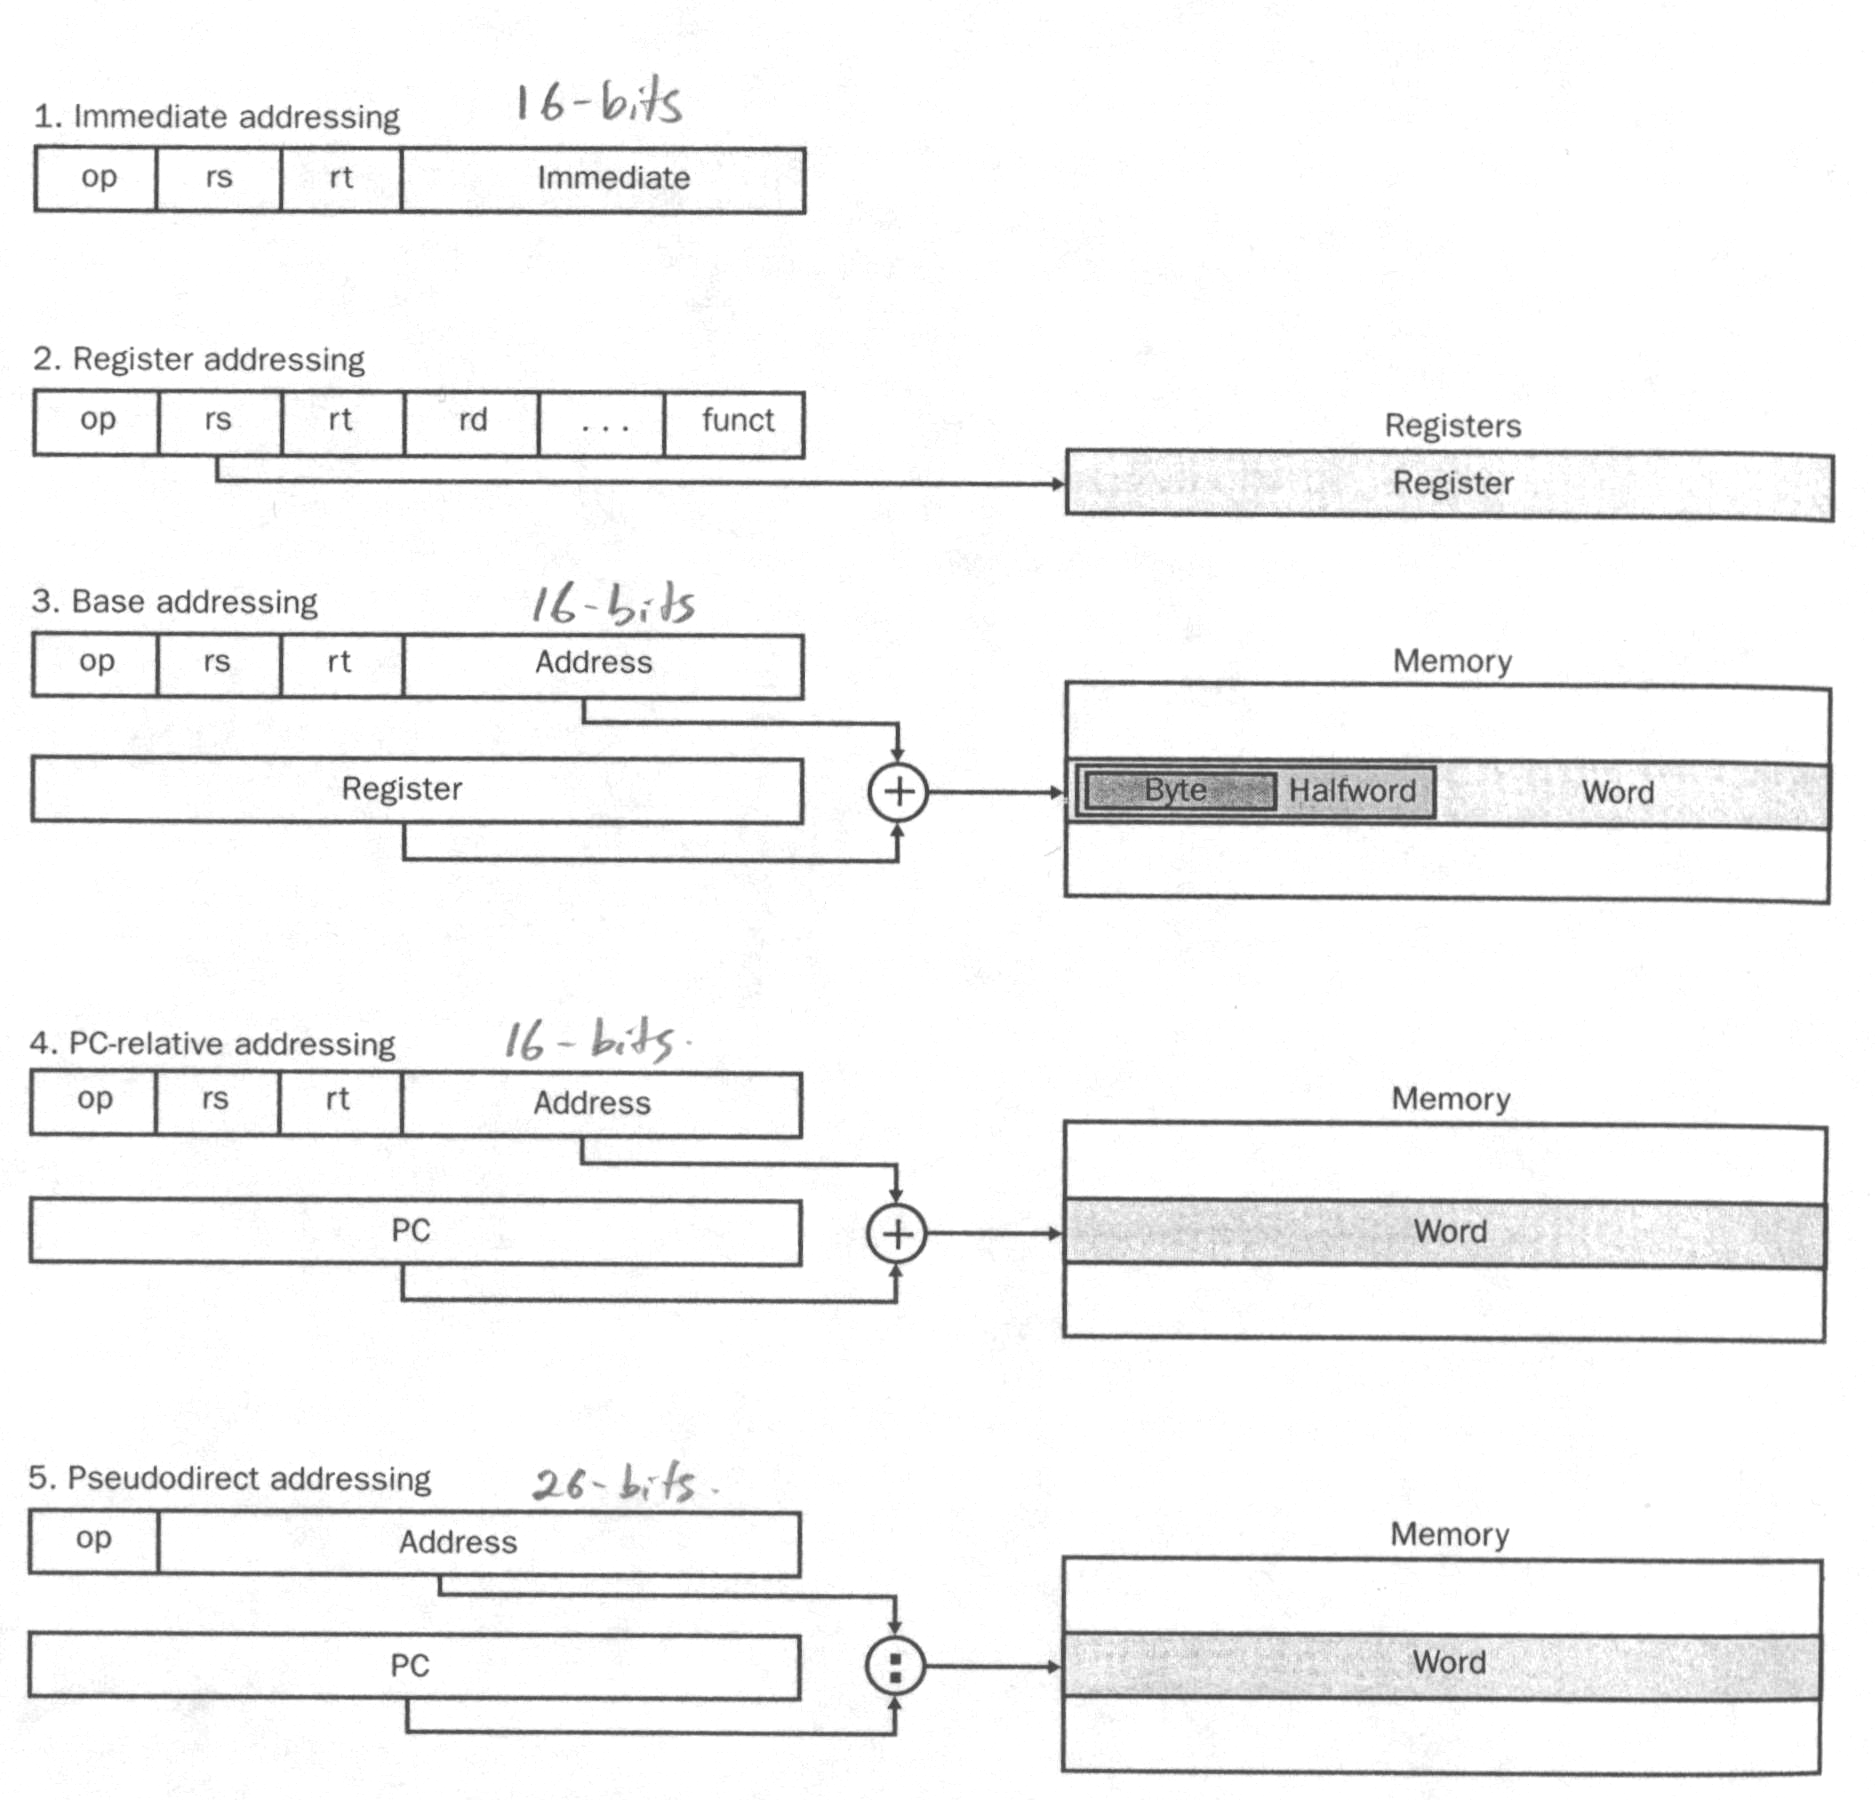 1. Immediate addressing 16-bits
op rs rt Immediate
2. Register addressing
op rs rt rd ... funct
Registers
Register
3. Base addressing 16-bits
op rs rt Address
Memory
Register
+
Byte Halfword Word
4. PC-relative addressing 16-bits.
op rs rt Address
Memory
PC
+
Word
5. Pseudodirect addressing 26-bits.
op Address
Memory
PC
:
Word